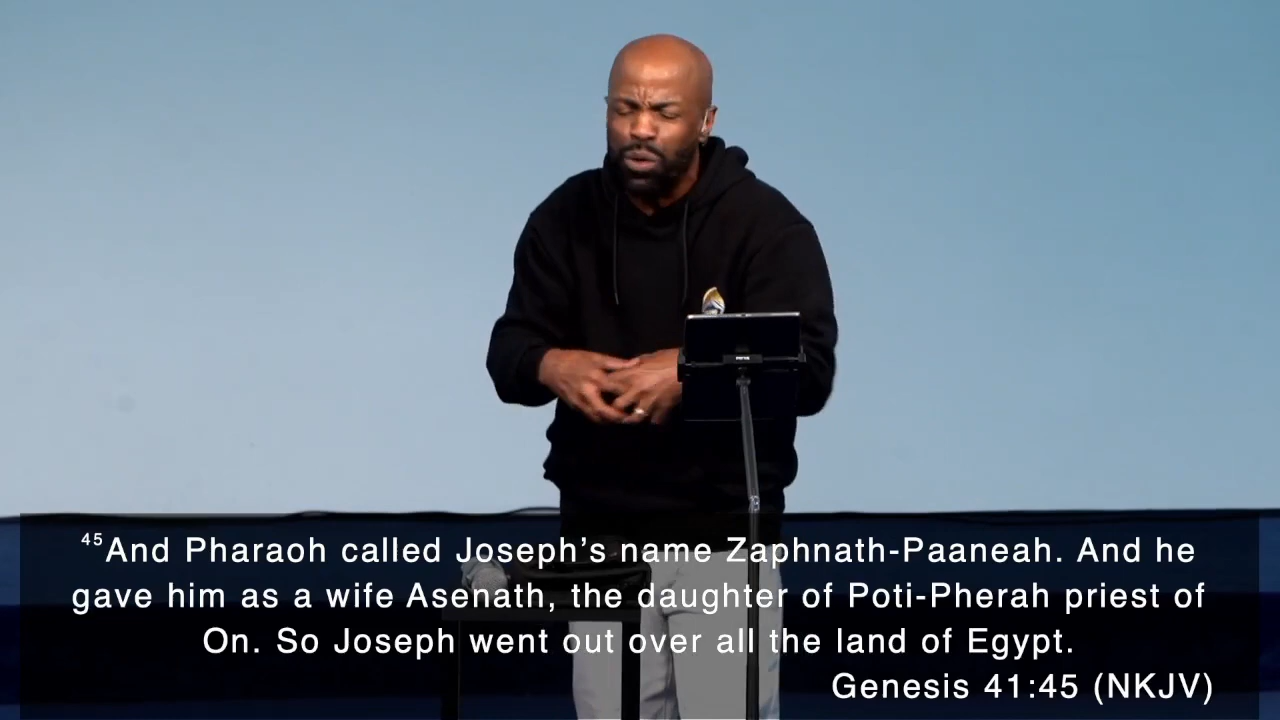 45And Pharaoh called Joseph’s name Zaphnath-Paaneah. And he
gave him as a wife Asenath, the daughter of Poti-Pherah priest of
On. So Joseph went out over all the land of Egypt.
Genesis 41:45 (NKJV)